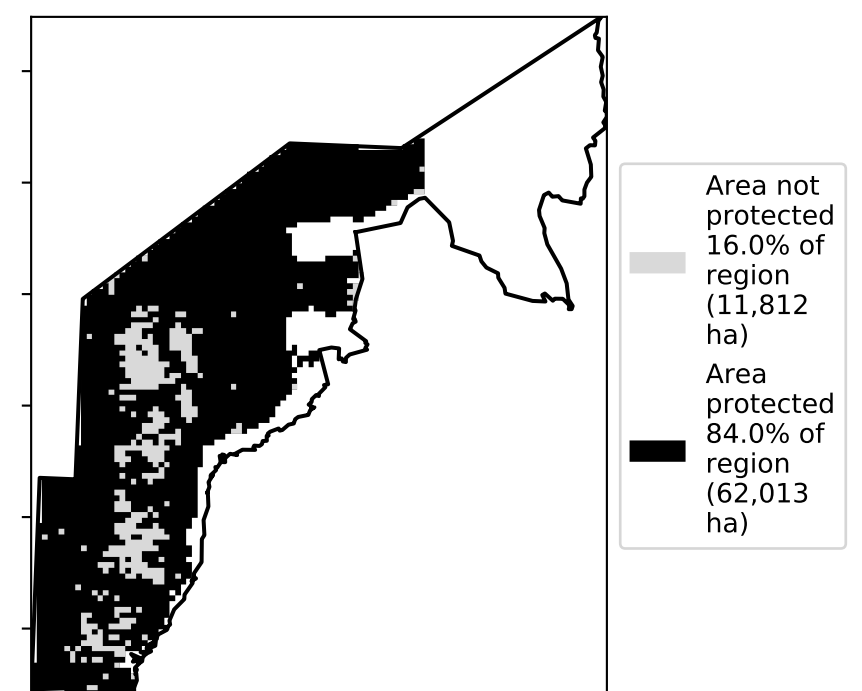 Area not
protected
16.0% of
region
(11,812
ha)
Area
protected
84.0% of
region
(62,013
ha)